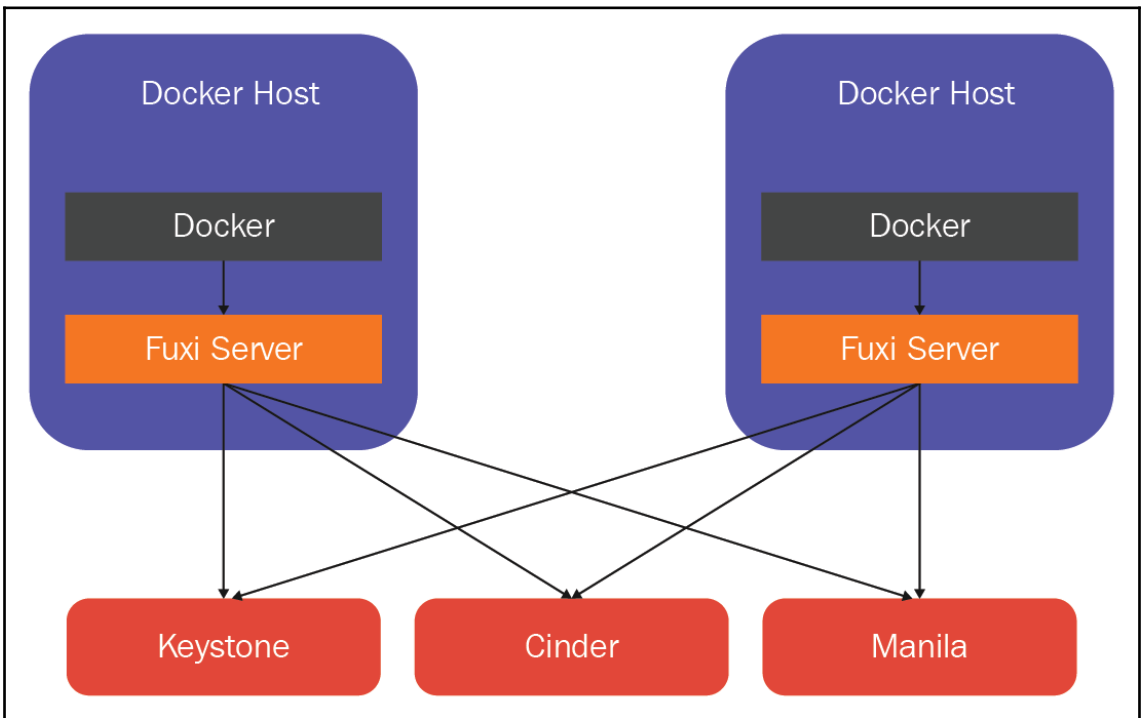 Docker Host
Docker Host
Docker
Docker
Fuxi Server
Fuxi Server
Keystone
Cinder
Manila